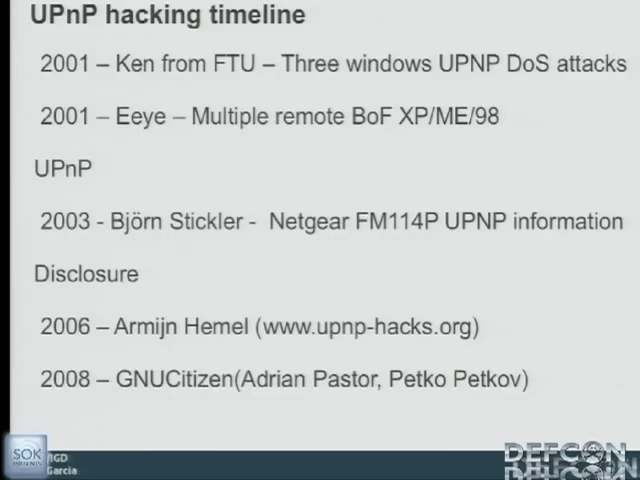 UPnP hacking timeline
2001 – Ken from FTU – Three windows UPNP DoS attacks
2001 – Eeye – Multiple remote BoF XP/ME/98
UPnP
2003 - Björn Stickler - Netgear FM114P UPNP information
Disclosure
2006 – Armijn Hemel (www.upnp-hacks.org)
2008 – GNUCitizen(Adrian Pastor, Petko Petkov)
SOK
IGD
Garcia
DEFCON